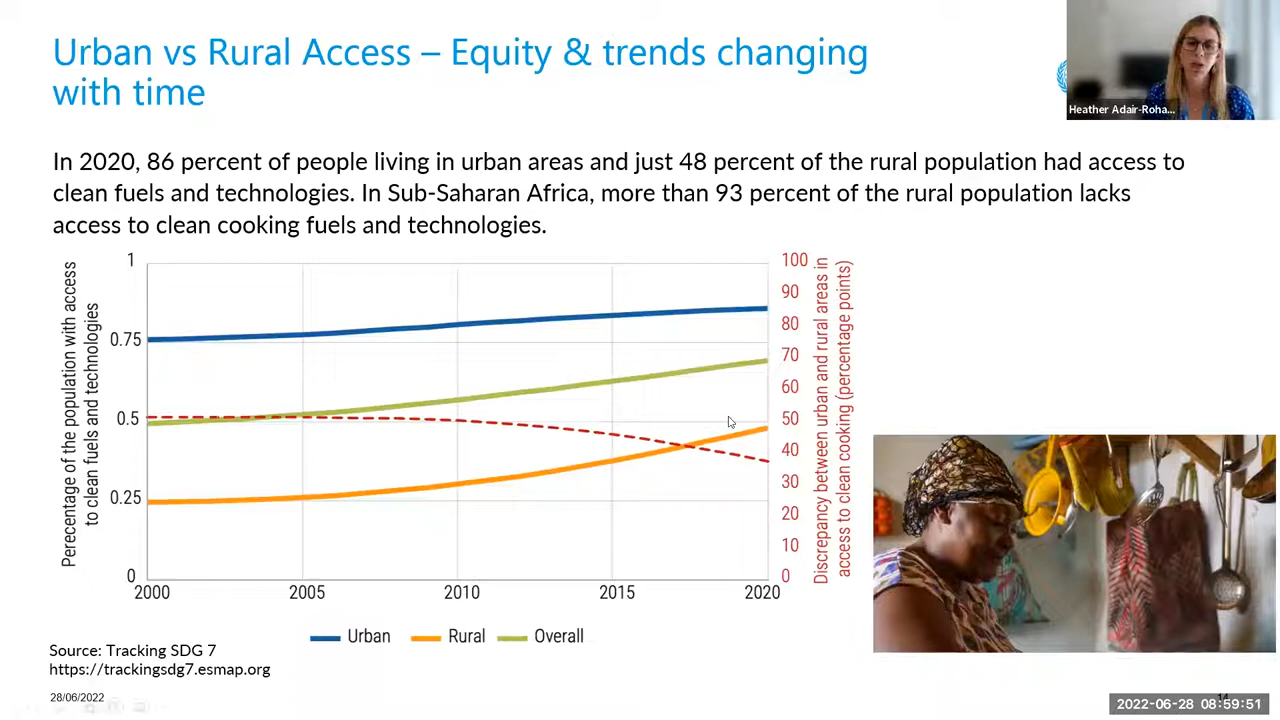 Urban vs Rural Access – Equity & trends changing
with time
Heather Adair-Roha...
In 2020, 86 percent of people living in urban areas and just 48 percent of the rural population had access to
clean fuels and technologies. In Sub-Saharan Africa, more than 93 percent of the rural population lacks
access to clean cooking fuels and technologies.
Perecentage of the population with access
to clean fuels and technologies
1
0.75
0.5
0.25
0
100
90
80
70
60
50
40
30
20
10
0
Discrepancy between urban and rural areas in
access to clean cooking (percentage points)
2000 2005 2010 2015 2020
Urban Rural Overall
Source: Tracking SDG 7
https://trackingsdg7.esmap.org
28/06/2022
14
2022-06-28 08:59:51